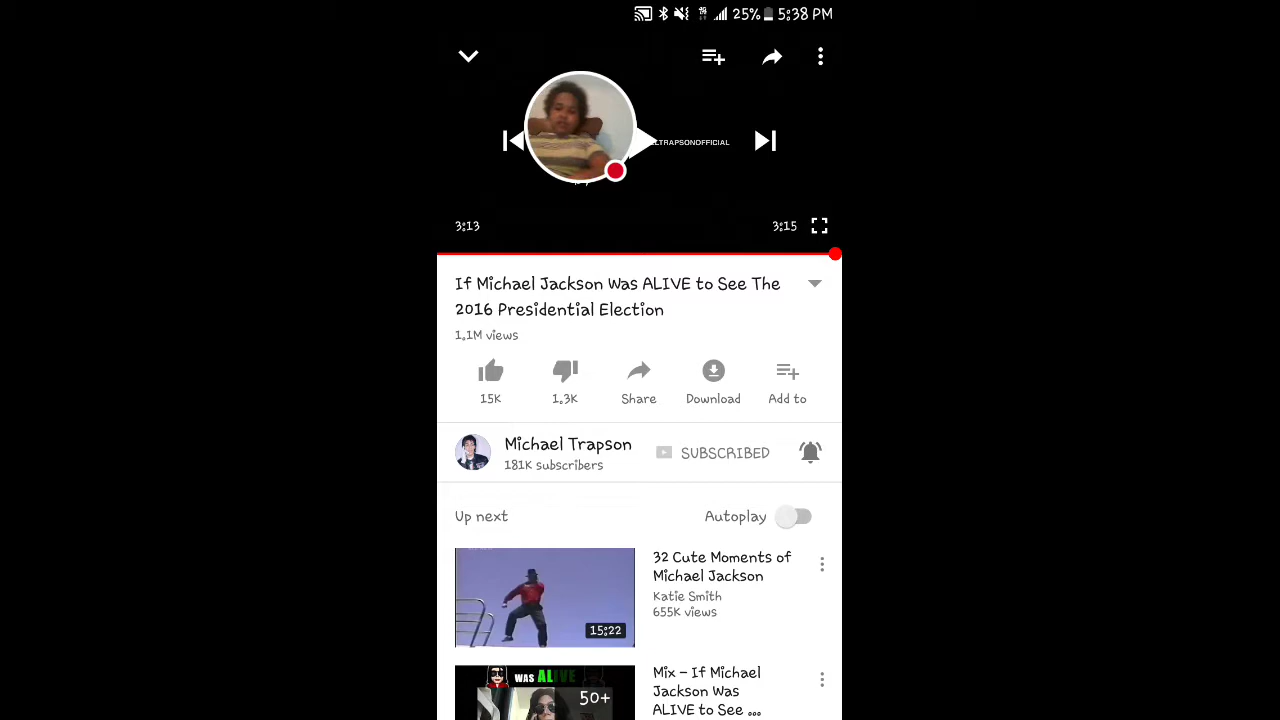 25% 5:38 PM
LTRAPSONOFFICIAL
3:13
3:15
If Michael Jackson Was ALIVE to See The
2016 Presidential Election
1.1M views
15K
1.3K
Share
Download
Add to
Michael Trapson
181K subscribers
SUBSCRIBED
Up next
Autoplay
32 Cute Moments of
Michael Jackson
Katie Smith
655K views
15:22
Mix – If Michael
Jackson Was
ALIVE to See ...
WAS ALIVE
50+